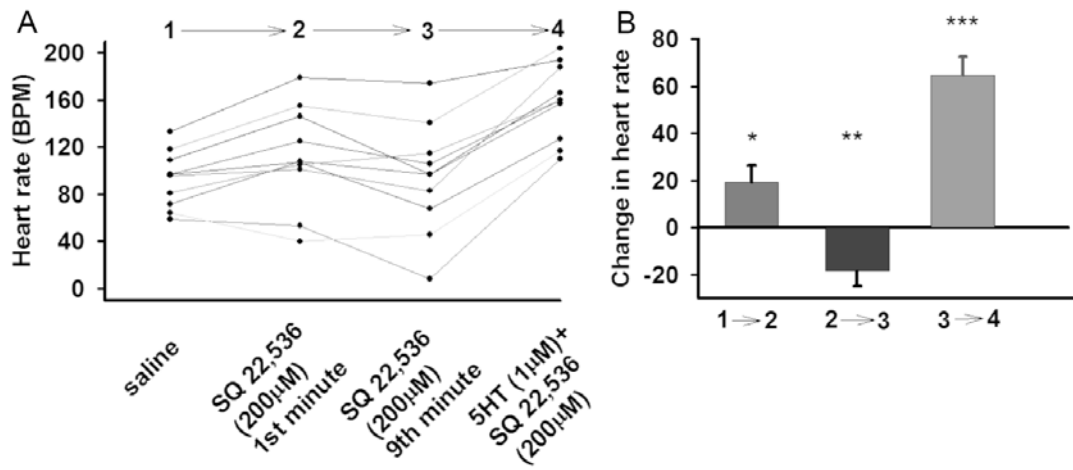 A
1 2 3 4
Heart rate (BPM)
200
160
120
80
40
0
saline
SQ 22,536
(200µM)
1st minute
SQ 22,536
(200µM)
9th minute
5HT (1µM)+
SQ 22,536
(200µM)
B
Change in heart rate
80
60
40
20
0
-20
*
**
***
1 → 2
2 → 3
3 → 4